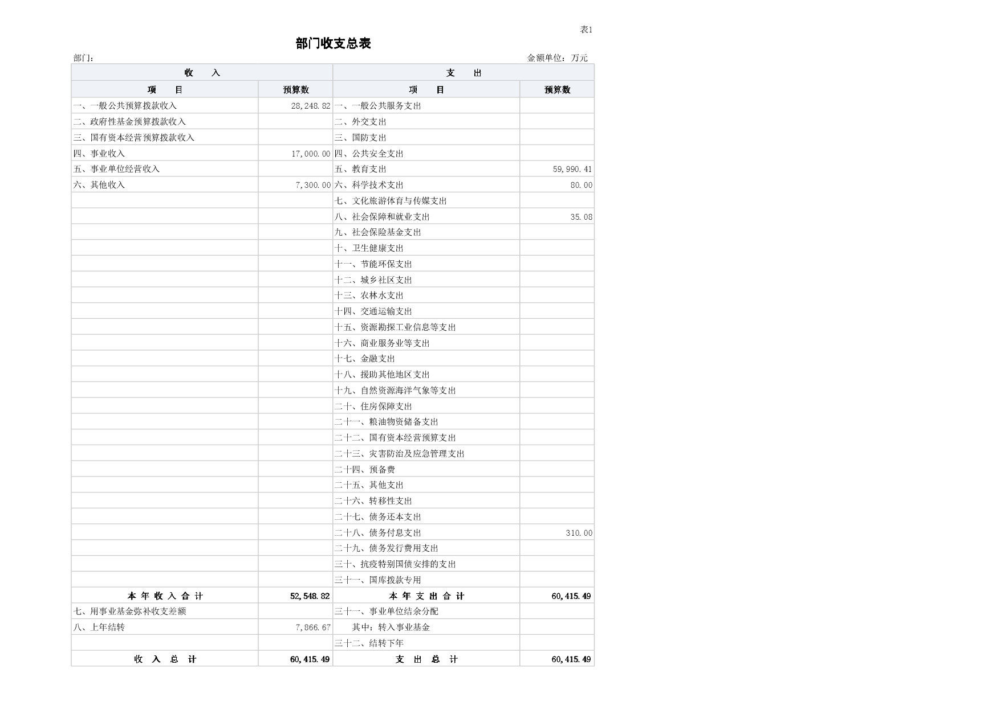 表1
部门收支总表
部门： 金额单位：万元
收 入 支 出
项 目 预算数 项 目 预算数
一、一般公共预算拨款收入 28,248.82 一、一般公共服务支出
二、政府性基金预算拨款收入 二、外交支出
三、国有资本经营预算拨款收入 三、国防支出
四、事业收入 17,000.00 四、公共安全支出
五、事业单位经营收入 五、教育支出 59,990.41
六、其他收入 7,300.00 六、科学技术支出 80.00
七、文化旅游体育与传媒支出
八、社会保障和就业支出 35.08
九、社会保险基金支出
十、卫生健康支出
十一、节能环保支出
十二、城乡社区支出
十三、农林水支出
十四、交通运输支出
十五、资源勘探工业信息等支出
十六、商业服务业等支出
十七、金融支出
十八、援助其他地区支出
十九、自然资源海洋气象等支出
二十、住房保障支出
二十一、粮油物资储备支出
二十二、国有资本经营预算支出
二十三、灾害防治及应急管理支出
二十四、预备费
二十五、其他支出
二十六、转移性支出
二十七、债务还本支出
二十八、债务付息支出 310.00
二十九、债务发行费用支出
三十、抗疫特别国债安排的支出
三十一、国库拨款专用
本 年 收 入 合 计 52,548.82 本 年 支 出 合 计 60,415.49
七、用事业基金弥补收支差额 三十一、事业单位结余分配
八、上年结转 7,866.67 其中：转入事业基金
三十二、结转下年
收 入 总 计 60,415.49 支 出 总 计 60,415.49